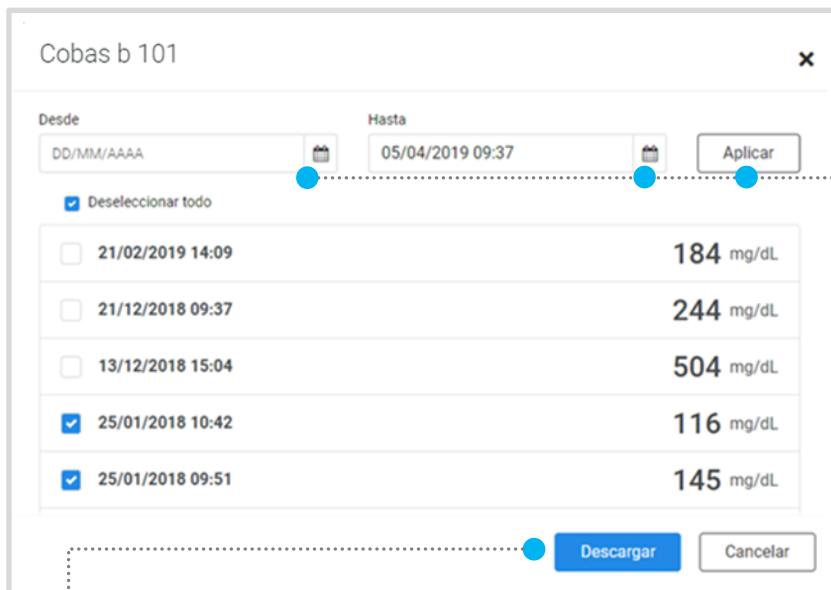 Cobas b 101
Desde Hasta
DD/MM/AAAA 05/04/2019 09:37 Aplicar
Deseleccionar todo
21/02/2019 14:09 184 mg/dL
21/12/2018 09:37 244 mg/dL
13/12/2018 15:04 504 mg/dL
25/01/2018 10:42 116 mg/dL
25/01/2018 09:51 145 mg/dL
Descargar Cancelar